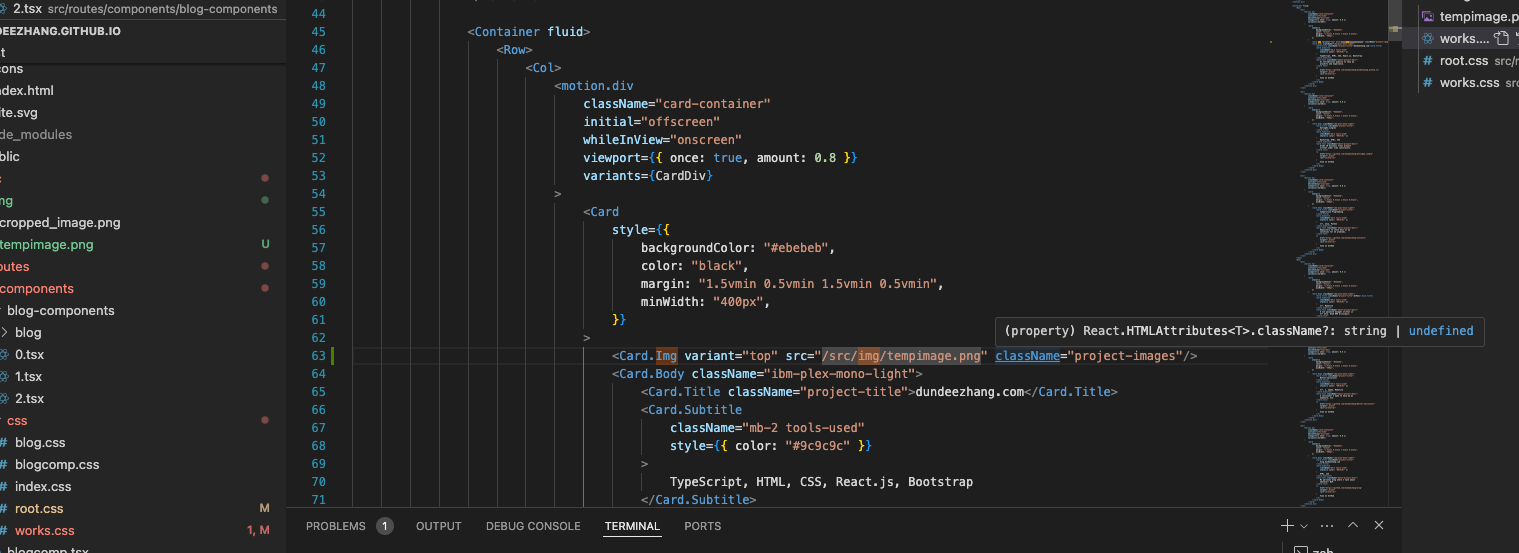 2.tsx src/routes/components/blog-components
DEEZHANG.GITHUB.IO
t
cons
ndex.html
ite.svg
de_modules
blic
c
mg
cropped_image.png
tempimage.png U
outes
components
blog-components
blog
0.tsx
1.tsx
2.tsx
css
# blog.css
# blogcomp.css
# index.css
# root.css M
# works.css 1, M
blogcomp.tsx
44
45 <Container fluid>
46 <Row>
47 <Col>
48 <motion.div
49 className="card-container"
50 initial="offscreen"
51 whileInView="onscreen"
52 viewport={{ once: true, amount: 0.8 }}
53 variants={CardDiv}
54 >
55 <Card
56 style={{
57 backgroundColor: "#ebebeb",
58 color: "black",
59 margin: "1.5vmin 0.5vmin 1.5vmin 0.5vmin",
60 minWidth: "400px",
61 }}
62 >
(property) React.HTMLAttributes<T>.className?: string | undefined
63 <Card.Img variant="top" src="/src/img/tempimage.png" className="project-images"/>
64 <Card.Body className="ibm-plex-mono-light">
65 <Card.Title className="project-title">dundeezhang.com</Card.Title>
66 <Card.Subtitle
67 className="mb-2 tools-used"
68 style={{ color: "#9c9c9c" }}
69 >
70 TypeScript, HTML, CSS, React.js, Bootstrap
71 </Card.Subtitle>
PROBLEMS 1 OUTPUT DEBUG CONSOLE TERMINAL PORTS
zsh
tempimage.p
works....
# root.css src/r
# works.css src